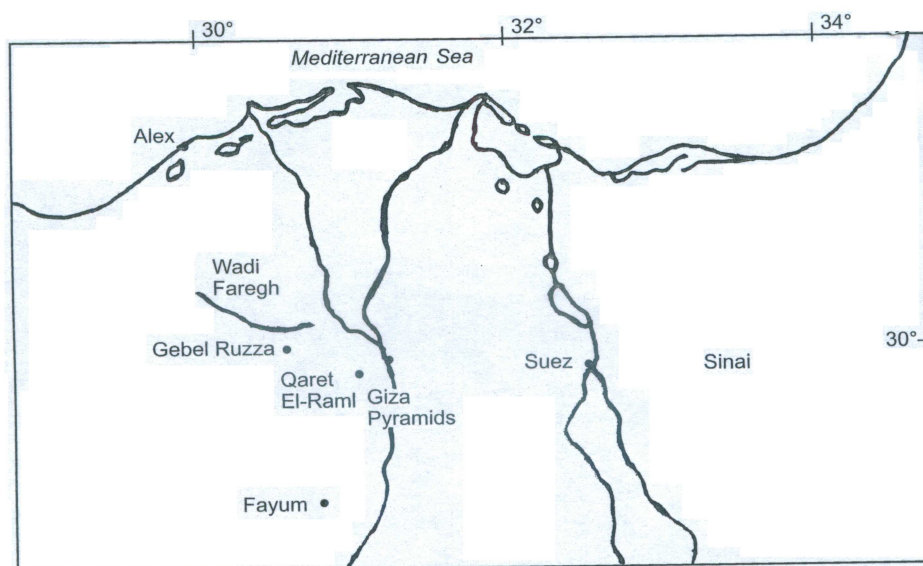 30°
32°
34°
Mediterranean Sea
Alex
Wadi
Faregh
30°
Gebel Ruzza
Suez
Sinai
Qaret
El-Raml
Giza
Pyramids
Fayum